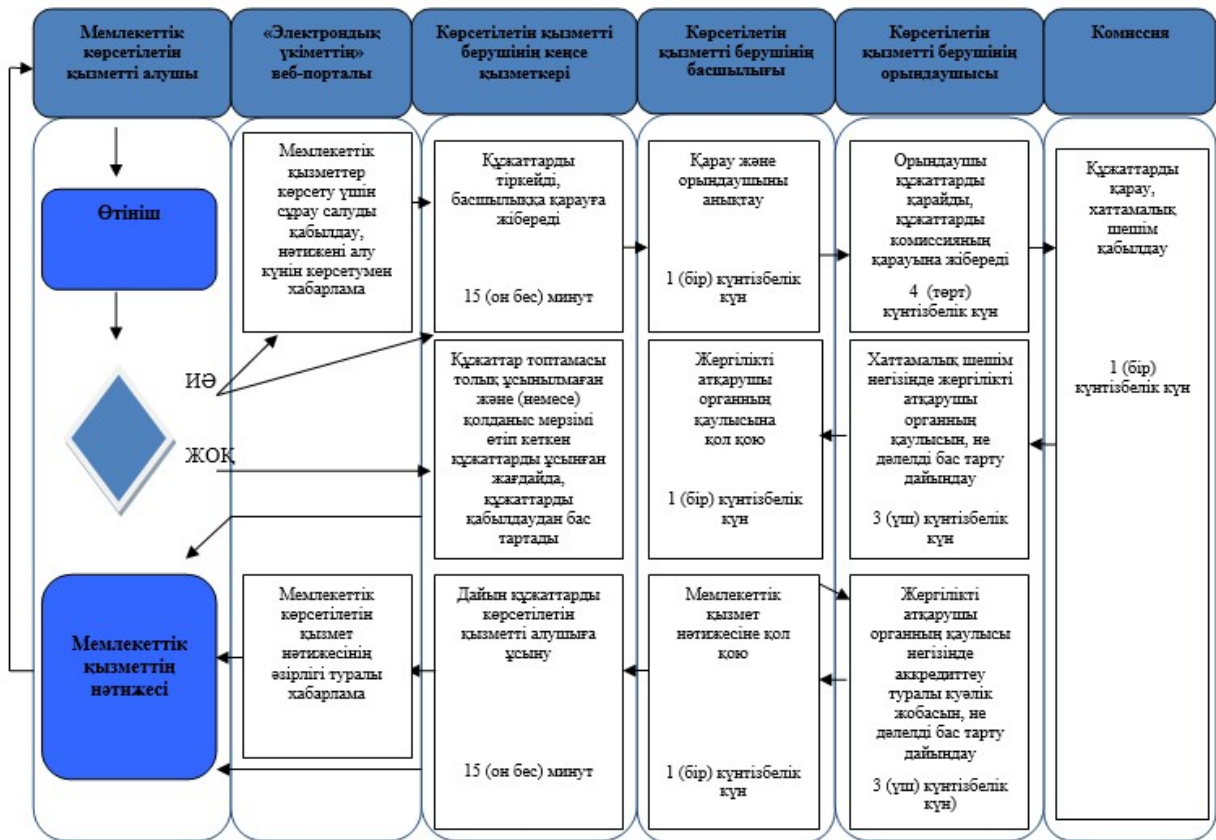 Мемлекеттік
көрсетілетін
қызметті алушы
«Электрондық
үкіметтің»
веб-порталы
Көрсетілетін қызметті
берушінің кеңсе
қызметкері
Көрсетілетін
қызметті берушінің
басшылығы
Көрсетілетін
қызметті берушінің
орындаушысы
Комиссия
Өтініш
Мемлекеттік
қызметтер
көрсету үшін
сұрау салуды
қабылдау,
нәтижені алу
күнін көрсетумен
хабарлама
Құжаттарды
тіркейді,
басшылыққа қарауға
жібереді
15 (он бес) минут
Қарау және
орындаушыны
анықтау
1 (бір) күнтізбелік
күн
Орындаушы
құжаттарды
қарайды,
құжаттарды
комиссияның
қарауына жібереді
4 (төрт)
күнтізбелік күн
Құжаттарды
қарау,
хаттамалық
шешім
қабылдау
1 (бір)
күнтізбелік күн
ИӘ
ЖОҚ
Құжаттар топтамасы
толық ұсынылмаған
және (немесе)
қолданыс мерзімі
өтіп кеткен
құжаттарды ұсынған
жағдайда,
құжаттарды
қабылдаудан бас
тартады
Жергілікті
атқарушы
органның
қаулысына
қол қою
1 (бір) күнтізбелік
күн
Хаттамалық шешім
негізінде жергілікті
атқарушы
органның
қаулысын, не
дәлелді бас тарту
дайындау
3 (үш) күнтізбелік
күн
Мемлекеттік
қызметтің
нәтижесі
Мемлекеттік
көрсетілетін
қызмет
нәтижесінің
әзірлігі туралы
хабарлама
Дайын құжаттарды
көрсетілетін
қызметті алушыға
ұсыну
15 (он бес) минут
Мемлекеттік
қызмет
нәтижесіне қол
қою
1 (бір) күнтізбелік
күн
Жергілікті
атқарушы
органның қаулысы
негізінде
аккредиттеу
туралы куәлік
жобасын, не
дәлелді бас тарту
дайындау
3 (үш) күнтізбелік
күн)